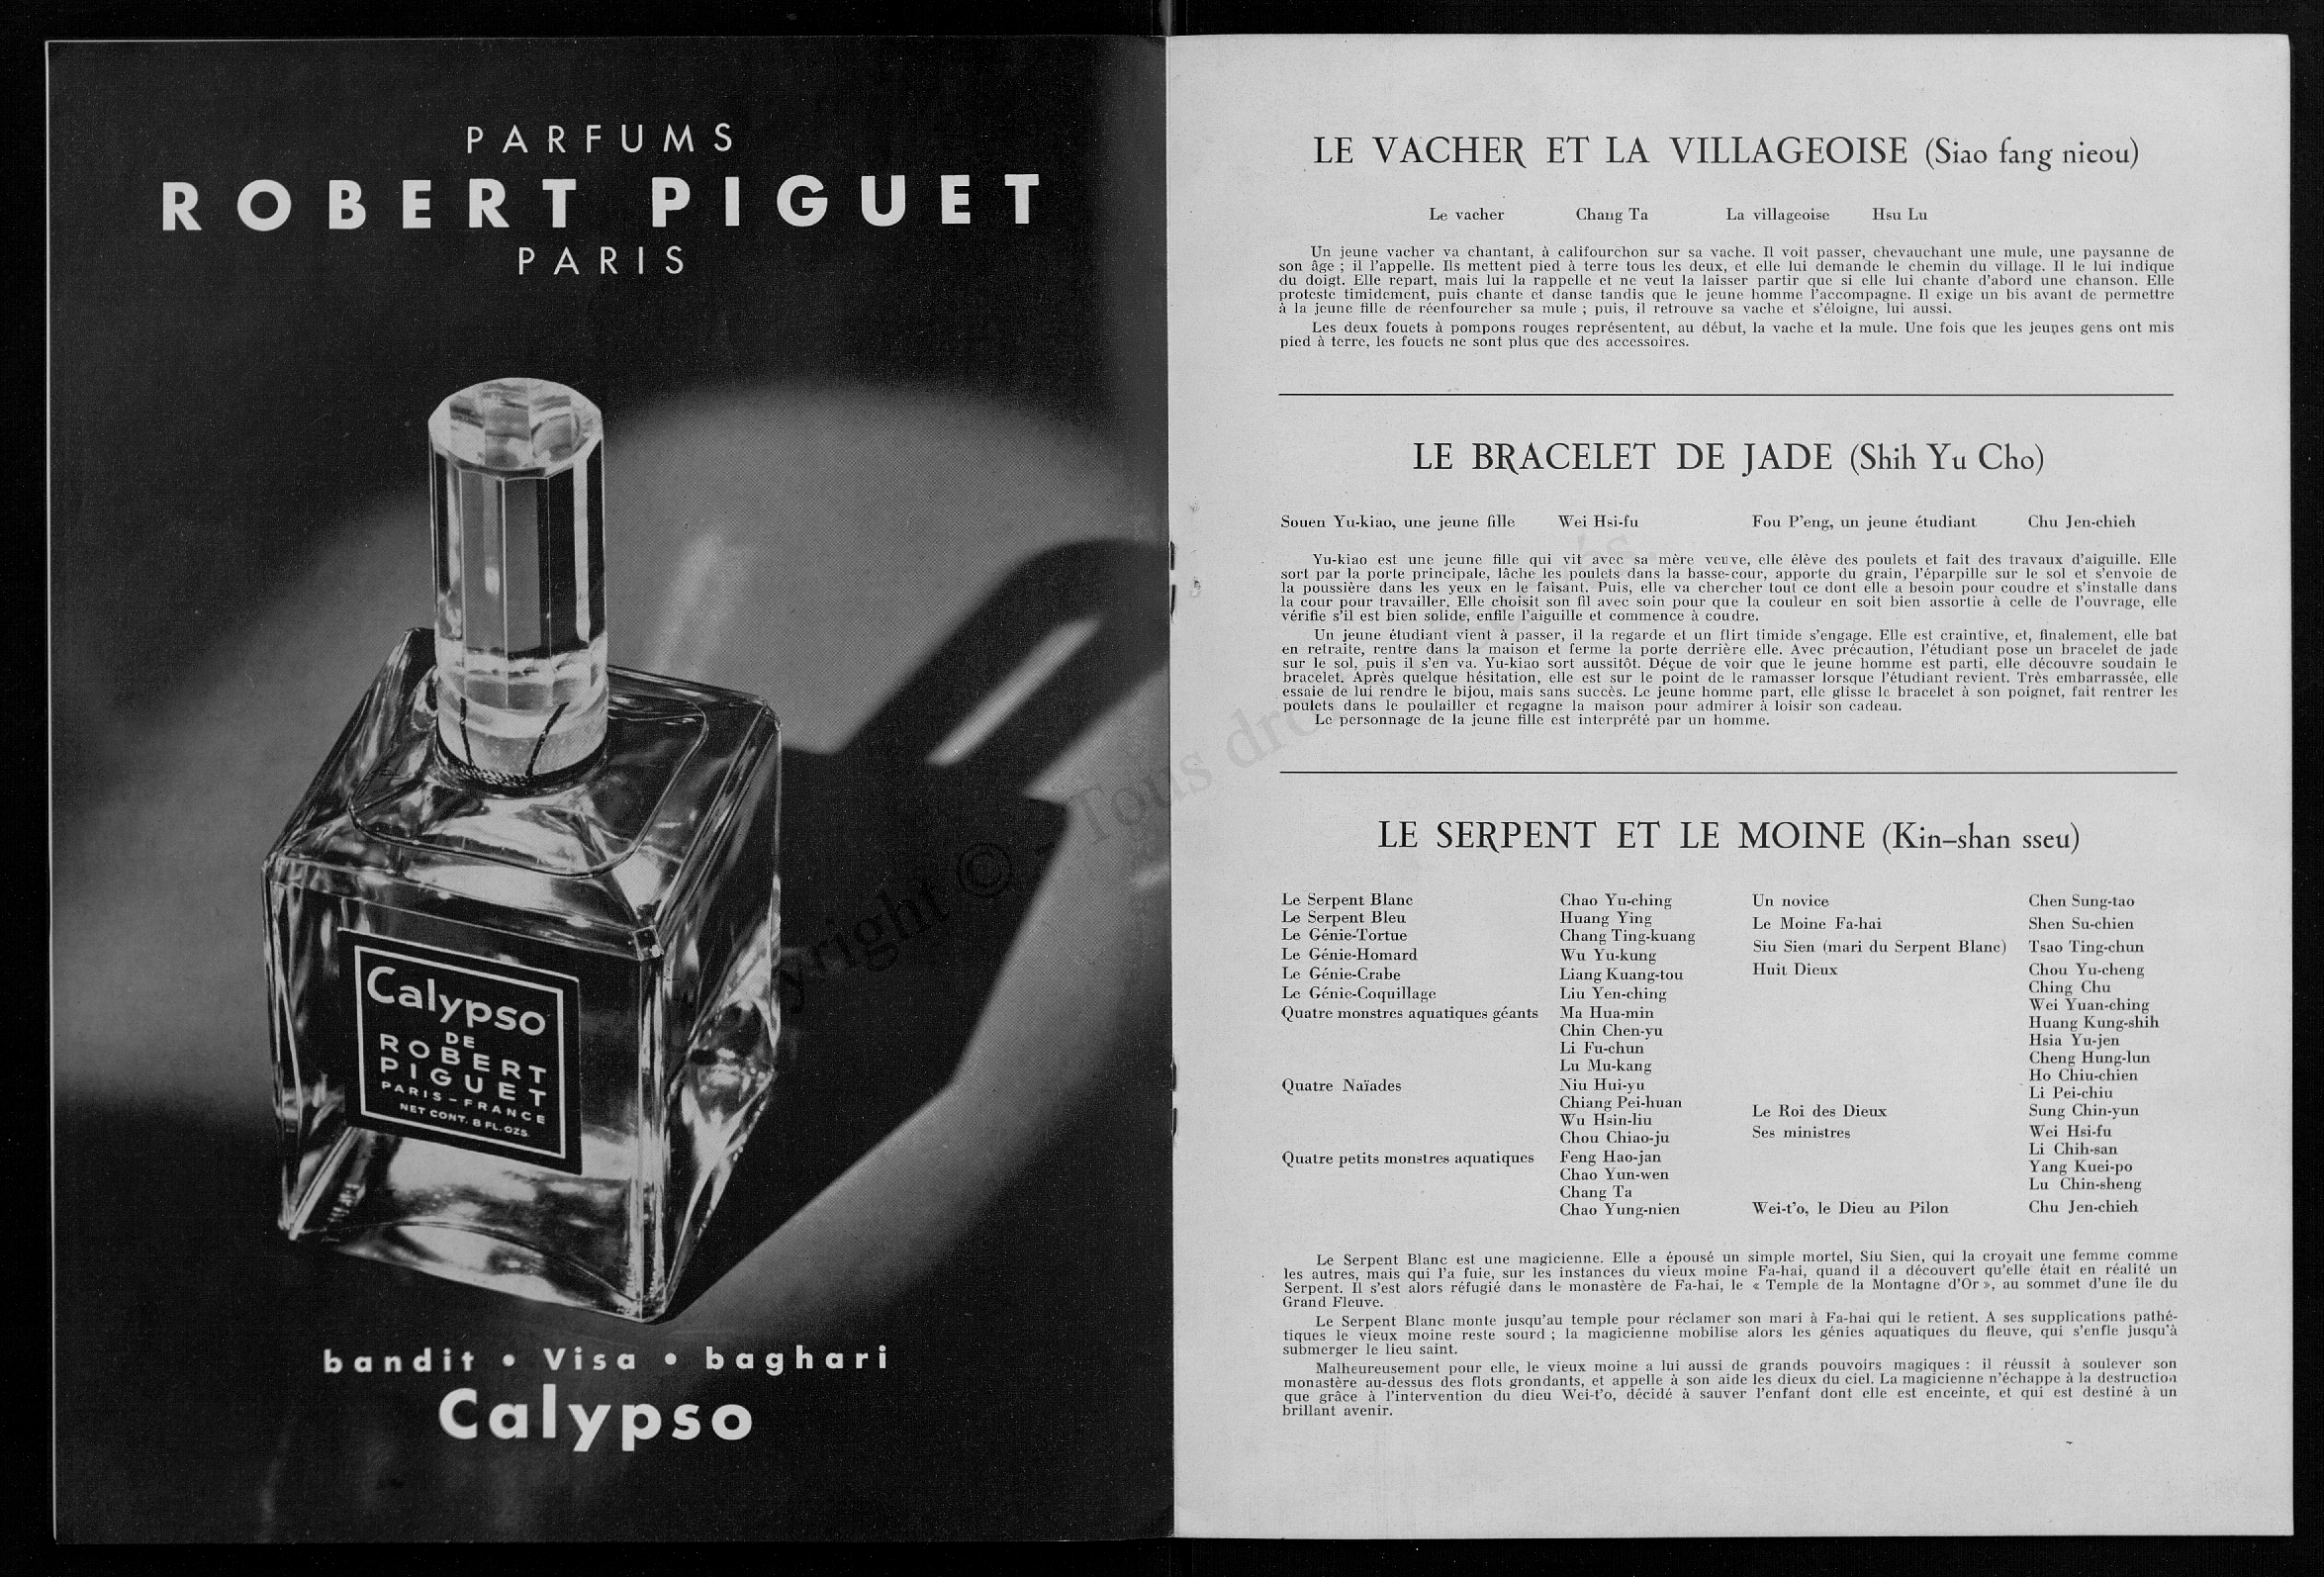 PARFUMS
ROBERT PIGUET
PARIS
Calypso
DE
ROBERT
PIGUET
PARIS - FRANCE
NET CONT. 8 FL. OZS.
bandit • Visa • baghari
Calypso
yright © - Tous dro
LE VACHER ET LA VILLAGEOISE (Siao fang nieou)
Le vacher Chang Ta La villageoise Hsu Lu
Un jeune vacher va chantant, à califourchon sur sa vache. Il voit passer, chevauchant une mule, une paysanne de
son âge ; il l'appelle. Ils mettent pied à terre tous les deux, et elle lui demande le chemin du village. Il le lui indique
du doigt. Elle repart, mais lui la rappelle et ne veut la laisser partir que si elle lui chante d'abord une chanson. Elle
proteste timidement, puis chante et danse tandis que le jeune homme l'accompagne. Il exige un bis avant de permettre
à la jeune fille de réenfourcher sa mule ; puis, il retrouve sa vache et s'éloigne, lui aussi.
Les deux fouets à pompons rouges représentent, au début, la vache et la mule. Une fois que les jeunes gens ont mis
pied à terre, les fouets ne sont plus que des accessoires.
LE BRACELET DE JADE (Shih Yu Cho)
Souen Yu-kiao, une jeune fille Wei Hsi-fu Fou P'eng, un jeune étudiant Chu Jen-chieh
Yu-kiao est une jeune fille qui vit avec sa mère veuve, elle élève des poulets et fait des travaux d'aiguille. Elle
sort par la porte principale, lâche les poulets dans la basse-cour, apporte du grain, l'éparpille sur le sol et s'envoie de
la poussière dans les yeux en le faisant. Puis, elle va chercher tout ce dont elle a besoin pour coudre et s'installe dans
la cour pour travailler. Elle choisit son fil avec soin pour que la couleur en soit bien assortie à celle de l'ouvrage, elle
vérifie s'il est bien solide, enfile l'aiguille et commence à coudre.
Un jeune étudiant vient à passer, il la regarde et un flirt timide s'engage. Elle est craintive, et, finalement, elle bat
en retraite, rentre dans la maison et ferme la porte derrière elle. Avec précaution, l'étudiant pose un bracelet de jade
sur le sol, puis il s'en va. Yu-kiao sort aussitôt. Déçue de voir que le jeune homme est parti, elle découvre soudain le
bracelet. Après quelque hésitation, elle est sur le point de le ramasser lorsque l'étudiant revient. Très embarrassée, elle
essaie de lui rendre le bijou, mais sans succès. Le jeune homme part, elle glisse le bracelet à son poignet, fait rentrer les
poulets dans le poulailler et regagne la maison pour admirer à loisir son cadeau.
Le personnage de la jeune fille est interprété par un homme.
LE SERPENT ET LE MOINE (Kin-shan sseu)
Le Serpent Blanc Chao Yu-ching
Le Serpent Bleu Huang Ying
Le Génie-Tortue Chang Ting-kuang
Le Génie-Homard Wu Yu-kung
Le Génie-Crabe Liang Kuang-tou
Le Génie-Coquillage Liu Yen-ching
Quatre monstres aquatiques géants Ma Hua-min
Chin Chen-yu
Li Fu-chun
Lu Mu-kang
Quatre Naïades Niu Hui-yu
Chiang Pei-huan
Wu Hsin-liu
Chou Chiao-ju
Quatre petits monstres aquatiques Feng Hao-jan
Chao Yun-wen
Chang Ta
Chao Yung-nien
Un novice Chen Sung-tao
Le Moine Fa-hai Shen Su-chien
Siu Sien (mari du Serpent Blanc) Tsao Ting-chun
Huit Dieux Chou Yu-cheng
Ching Chu
Wei Yuan-ching
Huang Kung-shih
Hsia Yu-jen
Cheng Hung-lun
Ho Chiu-chien
Li Pei-chiu
Le Roi des Dieux Sung Chin-yun
Ses ministres Wei Hsi-fu
Li Chih-san
Yang Kuei-po
Lu Chin-sheng
Wei-t'o, le Dieu au Pilon Chu Jen-chieh
Le Serpent Blanc est une magicienne. Elle a épousé un simple mortel, Siu Sien, qui la croyait une femme comme
les autres, mais qui l'a fuie, sur les instances du vieux moine Fa-hai, quand il a découvert qu'elle était en réalité un
Serpent. Il s'est alors réfugié dans le monastère de Fa-hai, le « Temple de la Montagne d'Or », au sommet d'une île du
Grand Fleuve.
Le Serpent Blanc monte jusqu'au temple pour réclamer son mari à Fa-hai qui le retient. A ses supplications pathé-
tiques le vieux moine reste sourd ; la magicienne mobilise alors les génies aquatiques du fleuve, qui s'enfle jusqu'à
submerger le lieu saint.
Malheureusement pour elle, le vieux moine a lui aussi de grands pouvoirs magiques : il réussit à soulever son
monastère au-dessus des flots grondants, et appelle à son aide les dieux du ciel. La magicienne n'échappe à la destruction
que grâce à l'intervention du dieu Wei-t'o, décidé à sauver l'enfant dont elle est enceinte, et qui est destiné à un
brillant avenir.